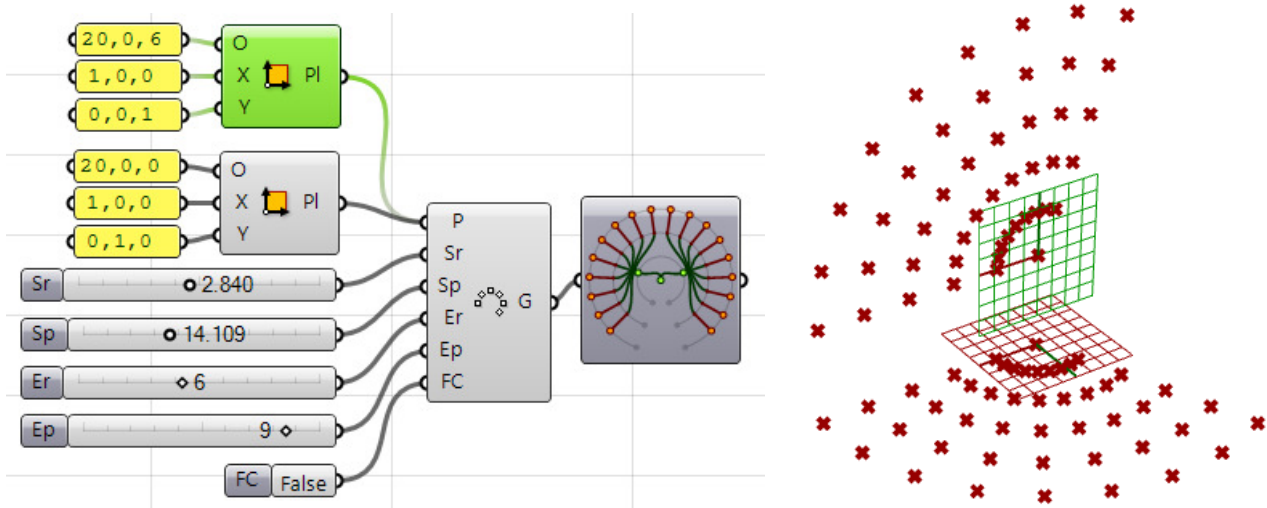 20,0,6
1,0,0
0,0,1
O
X
Y
Pl
20,0,0
1,0,0
0,1,0
O
X
Y
Pl
Sr 2.840
Sp 14.109
Er 6
Ep 9
FC False
P
Sr
Sp
Er
Ep
FC
G